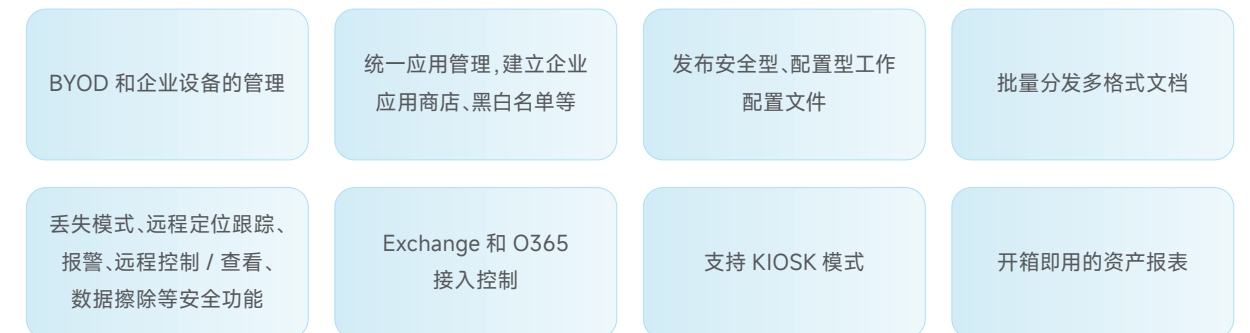 BYOD 和企业设备的管理
统一应用管理,建立企业
应用商店、黑白名单等
发布安全型、配置型工作
配置文件
批量分发多格式文档
丢失模式、远程定位跟踪、
报警、远程控制 / 查看、
数据擦除等安全功能
Exchange 和 O365
接入控制
支持 KIOSK 模式
开箱即用的资产报表